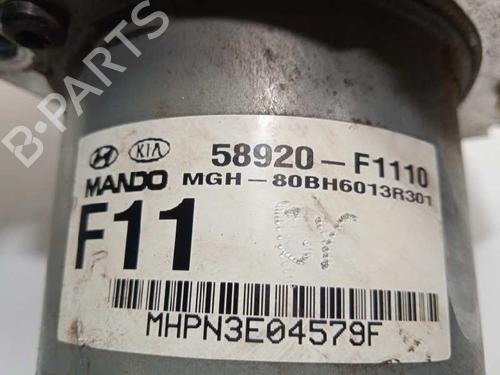 B-PARTS
KIA
58920-F1110
MANDO MGH-80BH6013R301
F11
MHPN3E04579F